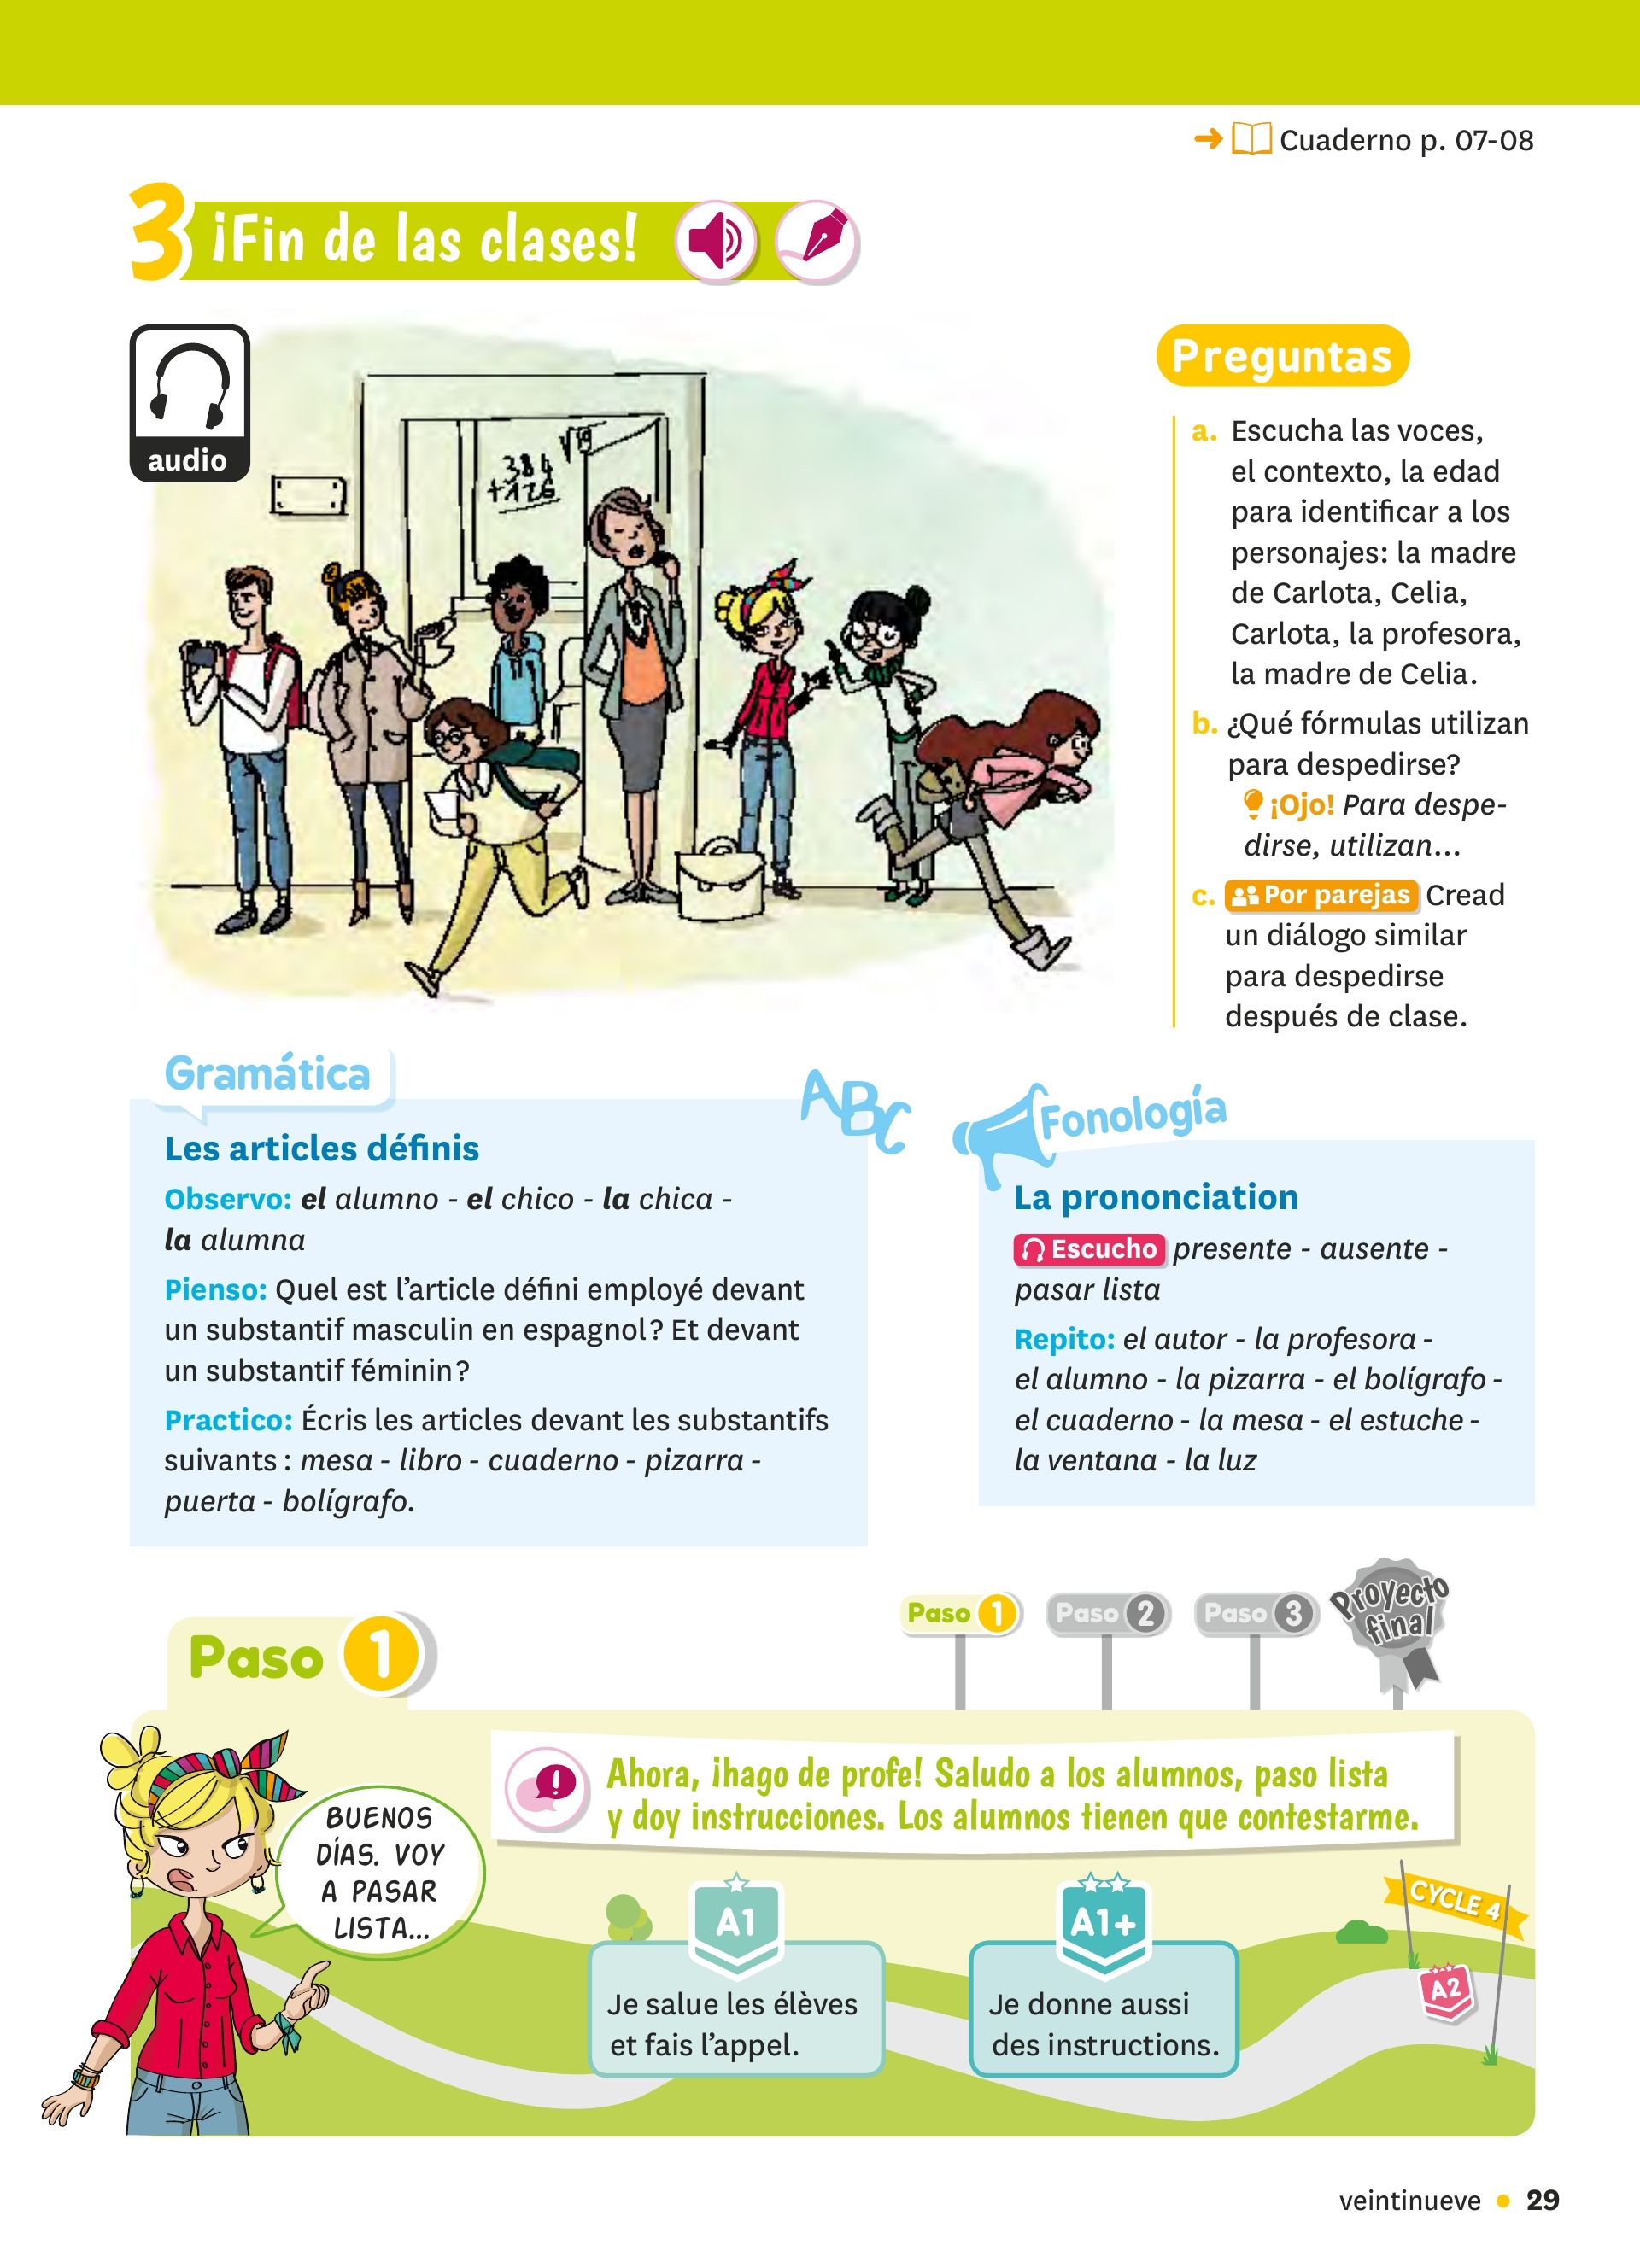 Cuaderno p. 07-08
3 ¡Fin de las clases!
audio
384
+126
√19
Preguntas
a. Escucha las voces,
el contexto, la edad
para identificar a los
personajes: la madre
de Carlota, Celia,
Carlota, la profesora,
la madre de Celia.
b. ¿Qué fórmulas utilizan
para despedirse?
¡Ojo! Para despe-
dirse, utilizan...
c. Por parejas Cread
un diálogo similar
para despedirse
después de clase.
Gramática
ABC
Les articles définis
Observo: el alumno - el chico - la chica -
la alumna
Pienso: Quel est l’article défini employé devant
un substantif masculin en espagnol? Et devant
un substantif féminin?
Practico: Écris les articles devant les substantifs
suivants : mesa - libro - cuaderno - pizarra -
puerta - bolígrafo.
Fonología
La prononciation
Escucho presente - ausente -
pasar lista
Repito: el autor - la profesora -
el alumno - la pizarra - el bolígrafo -
el cuaderno - la mesa - el estuche -
la ventana - la luz
Paso 1
Paso 1 Paso 2 Paso 3 Proyecto
final
Ahora, ¡hago de profe! Saludo a los alumnos, paso lista
y doy instrucciones. Los alumnos tienen que contestarme.
BUENOS
DÍAS. VOY
A PASAR
LISTA...
A1
Je salue les élèves
et fais l’appel.
A1+
Je donne aussi
des instructions.
CYCLE 4
A2
veintinueve • 29